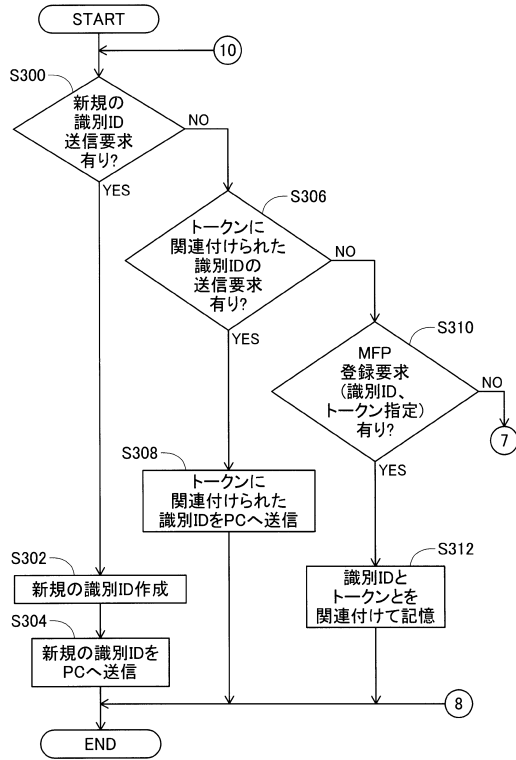 START
10
S300
新規の
識別ID
送信要求
有り?
NO
YES
S306
トークンに
関連付けられた
識別IDの
送信要求
有り?
NO
YES
S310
MFP
登録要求
(識別ID、
トークン指定)
有り?
NO
7
YES
S308
トークンに
関連付けられた
識別IDをPCへ送信
S302
新規の識別ID作成
S312
識別IDと
トークンとを
関連付けて記憶
S304
新規の識別IDを
PCへ送信
8
END